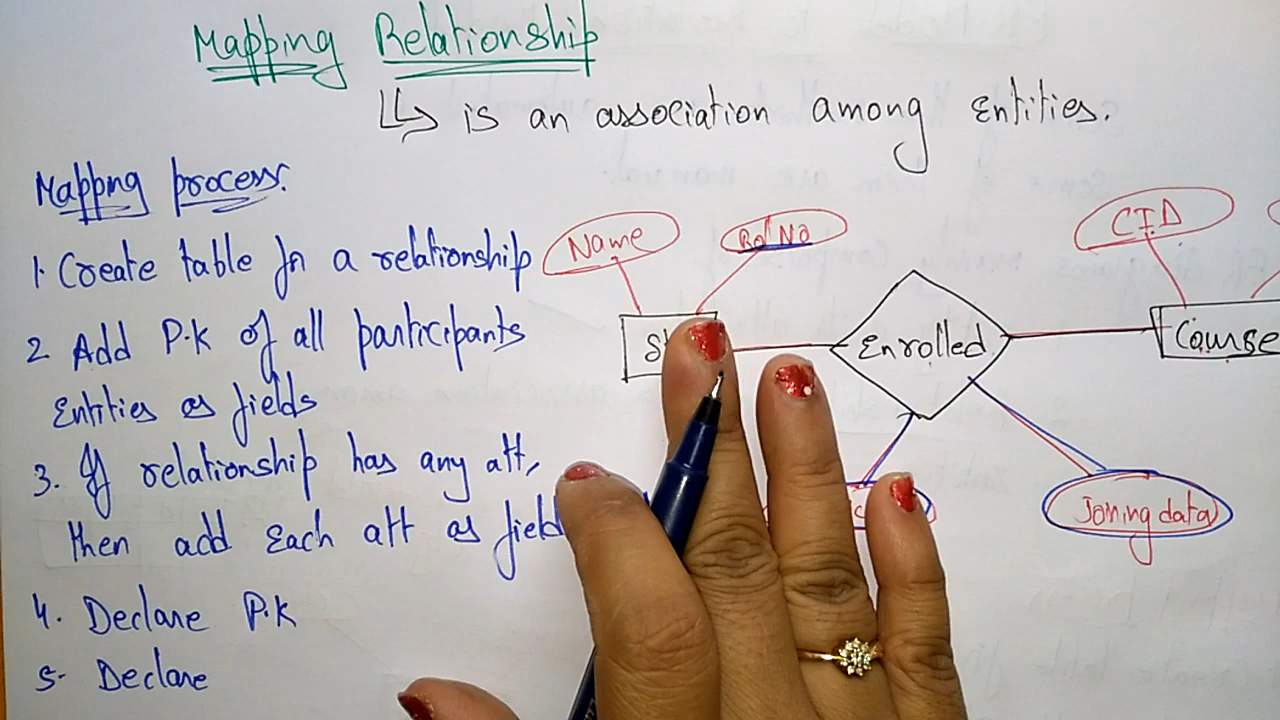 Mapping Relationship
↳ is an association among Entities.
Mapping process:
1. Create table for a relationship
2 Add P.K of all participants
Entities as fields
3. If relationship has any att,
then add Each att as field
4. Declare P.K
5. Declare
Name
Rol No
CID
Enrolled
Course
Joining data